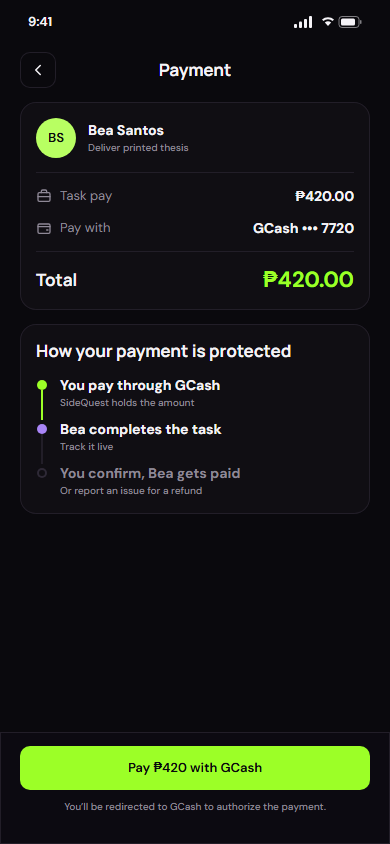 9:41
Payment
BS
Bea Santos
Deliver printed thesis
Task pay ₱420.00
Pay with GCash ••• 7720
Total ₱420.00
How your payment is protected
You pay through GCash
SideQuest holds the amount
Bea completes the task
Track it live
You confirm, Bea gets paid
Or report an issue for a refund
Pay ₱420 with GCash
You’ll be redirected to GCash to authorize the payment.